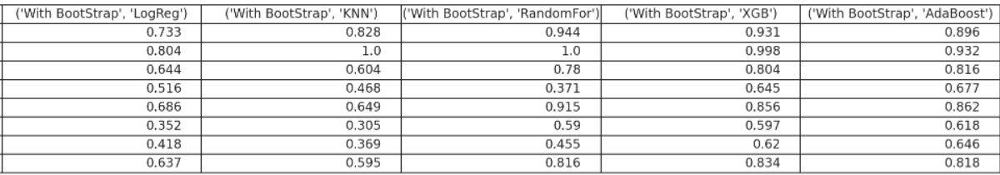 ('With BootStrap', 'LogReg') ('With BootStrap', 'KNN') ('With BootStrap', 'RandomFor') ('With BootStrap', 'XGB') ('With BootStrap', 'AdaBoost')
0.733 0.828 0.944 0.931 0.896
0.804 1.0 1.0 0.998 0.932
0.644 0.604 0.78 0.804 0.816
0.516 0.468 0.371 0.645 0.677
0.686 0.649 0.915 0.856 0.862
0.352 0.305 0.59 0.597 0.618
0.418 0.369 0.455 0.62 0.646
0.637 0.595 0.816 0.834 0.818